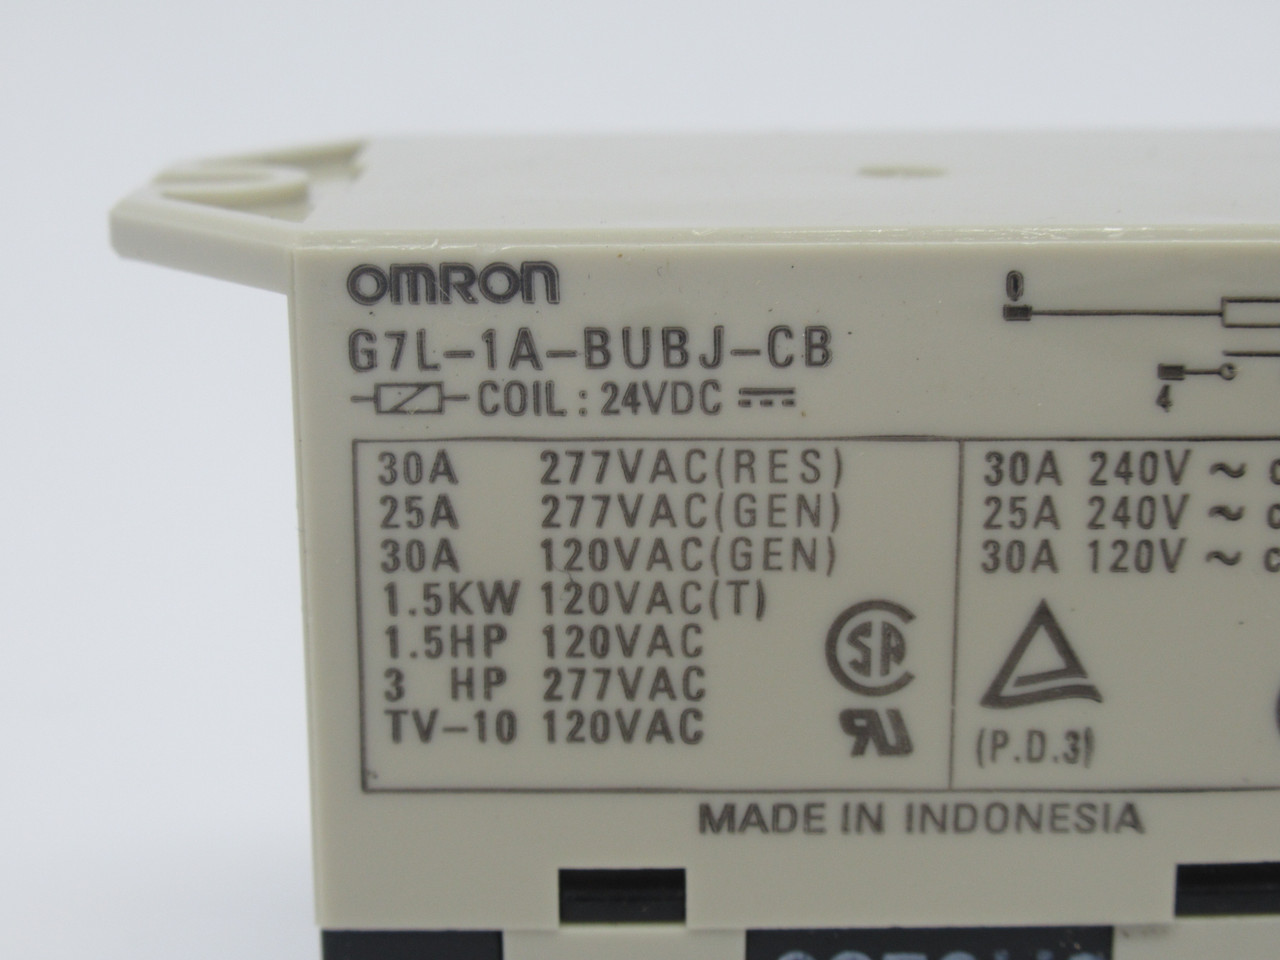 OMRON
G7L-1A-BUBJ-CB
COIL : 24VDC
0
4
30A 277VAC(RES)
25A 277VAC(GEN)
30A 120VAC(GEN)
1.5KW 120VAC(T)
1.5HP 120VAC
3 HP 277VAC
TV-10 120VAC
30A 240V ~
25A 240V ~
30A 120V ~
(P.D.3)
MADE IN INDONESIA